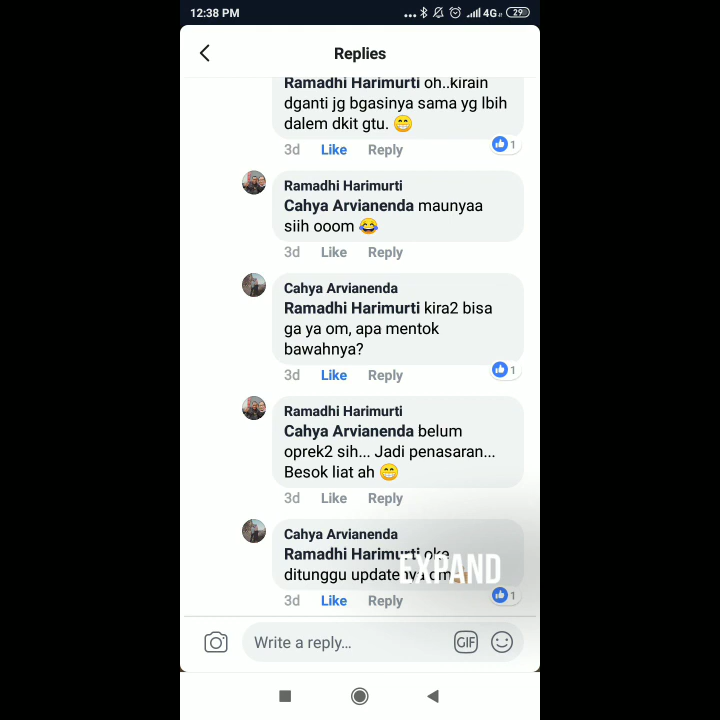 12:38 PM
4G
29
Replies
Ramadhi Harimurti oh..kirain
dganti jg bgasinya sama yg lbih
dalem dkit gtu. 😁
3d Like Reply
1
Ramadhi Harimurti
Cahya Arvianenda maunyaa
siih ooom 😂
3d Like Reply
Cahya Arvianenda
Ramadhi Harimurti kira2 bisa
ga ya om, apa mentok
bawahnya?
3d Like Reply
1
Ramadhi Harimurti
Cahya Arvianenda belum
oprek2 sih... Jadi penasaran...
Besok liat ah 😁
3d Like Reply
Cahya Arvianenda
Ramadhi Harimurti oke
ditunggu update
EXPAND
3d Like Reply
1
Write a reply...
GIF